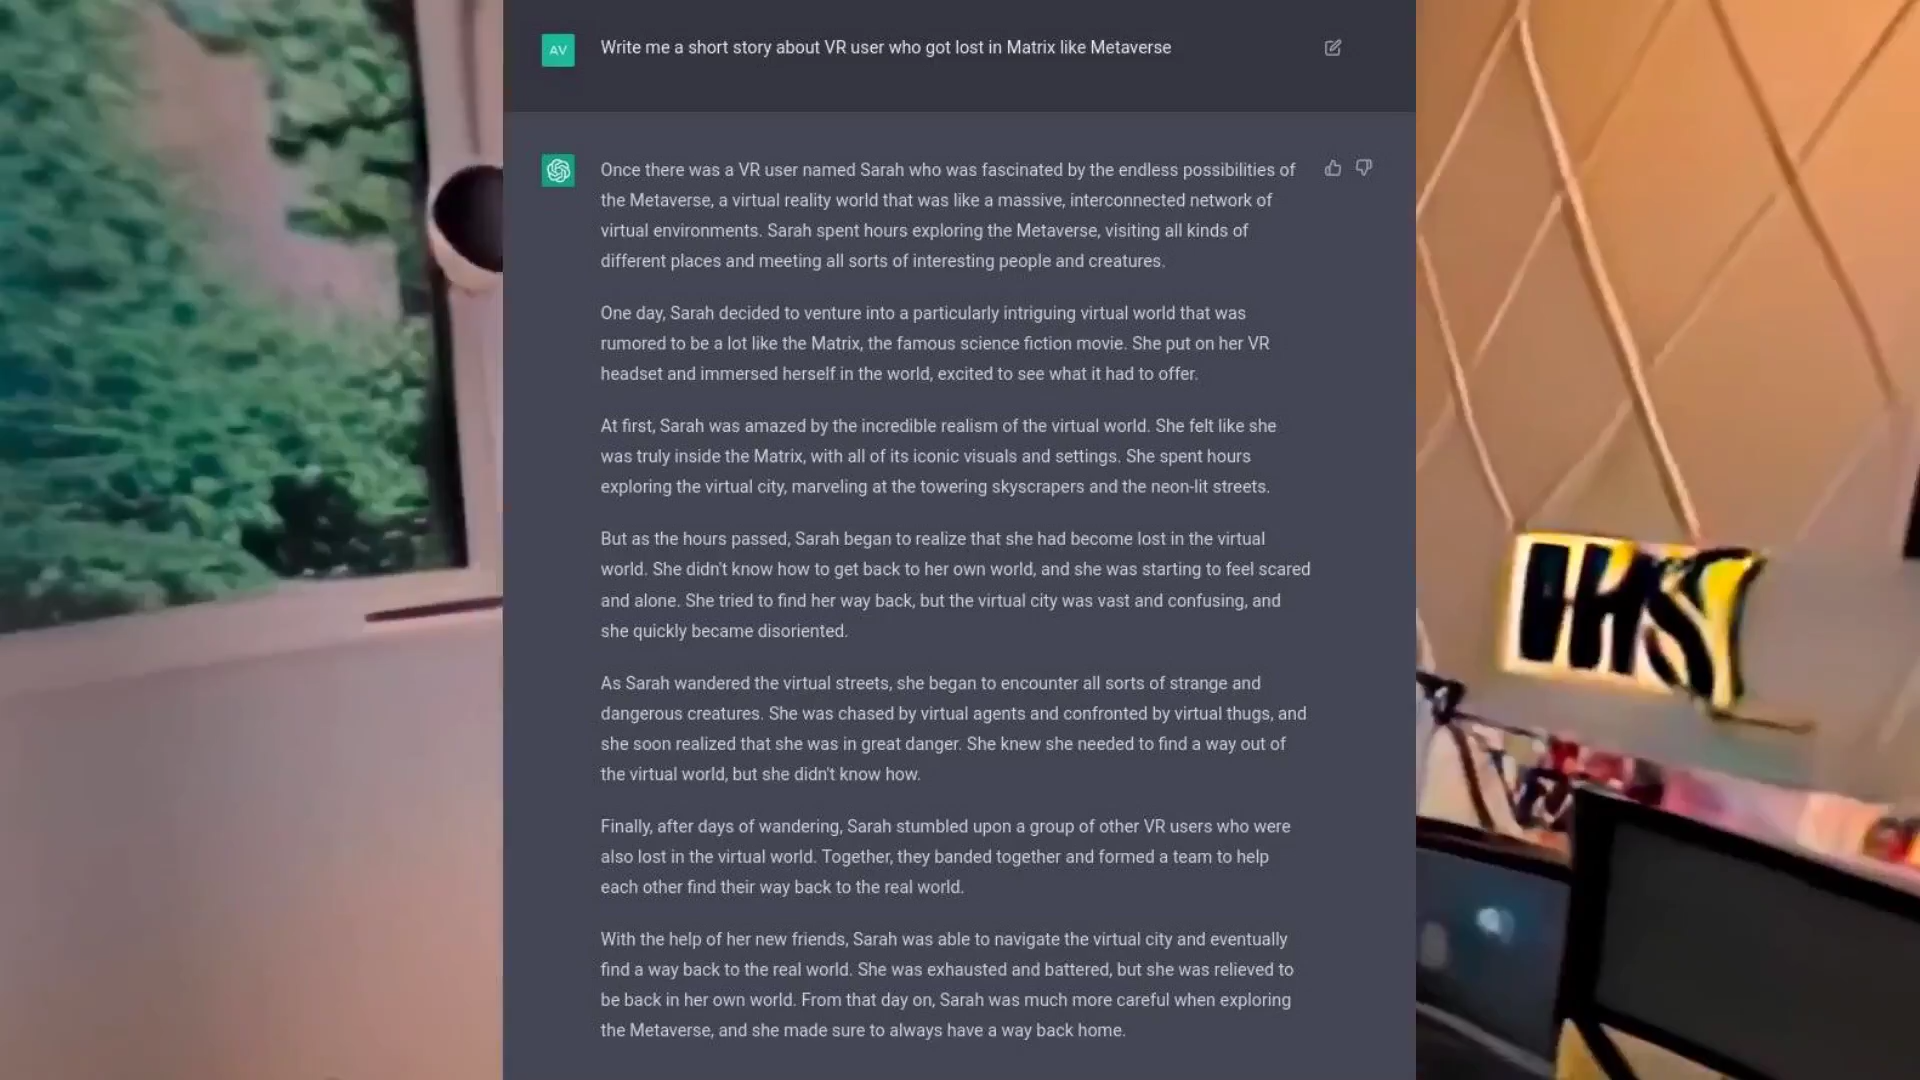 AV
Write me a short story about VR user who got lost in Matrix like Metaverse
Once there was a VR user named Sarah who was fascinated by the endless possibilities of
the Metaverse, a virtual reality world that was like a massive, interconnected network of
virtual environments. Sarah spent hours exploring the Metaverse, visiting all kinds of
different places and meeting all sorts of interesting people and creatures.
One day, Sarah decided to venture into a particularly intriguing virtual world that was
rumored to be a lot like the Matrix, the famous science fiction movie. She put on her VR
headset and immersed herself in the world, excited to see what it had to offer.
At first, Sarah was amazed by the incredible realism of the virtual world. She felt like she
was truly inside the Matrix, with all of its iconic visuals and settings. She spent hours
exploring the virtual city, marveling at the towering skyscrapers and the neon-lit streets.
But as the hours passed, Sarah began to realize that she had become lost in the virtual
world. She didn't know how to get back to her own world, and she was starting to feel scared
and alone. She tried to find her way back, but the virtual city was vast and confusing, and
she quickly became disoriented.
As Sarah wandered the virtual streets, she began to encounter all sorts of strange and
dangerous creatures. She was chased by virtual agents and confronted by virtual thugs, and
she soon realized that she was in great danger. She knew she needed to find a way out of
the virtual world, but she didn't know how.
Finally, after days of wandering, Sarah stumbled upon a group of other VR users who were
also lost in the virtual world. Together, they banded together and formed a team to help
each other find their way back to the real world.
With the help of her new friends, Sarah was able to navigate the virtual city and eventually
find a way back to the real world. She was exhausted and battered, but she was relieved to
be back in her own world. From that day on, Sarah was much more careful when exploring
the Metaverse, and she made sure to always have a way back home.